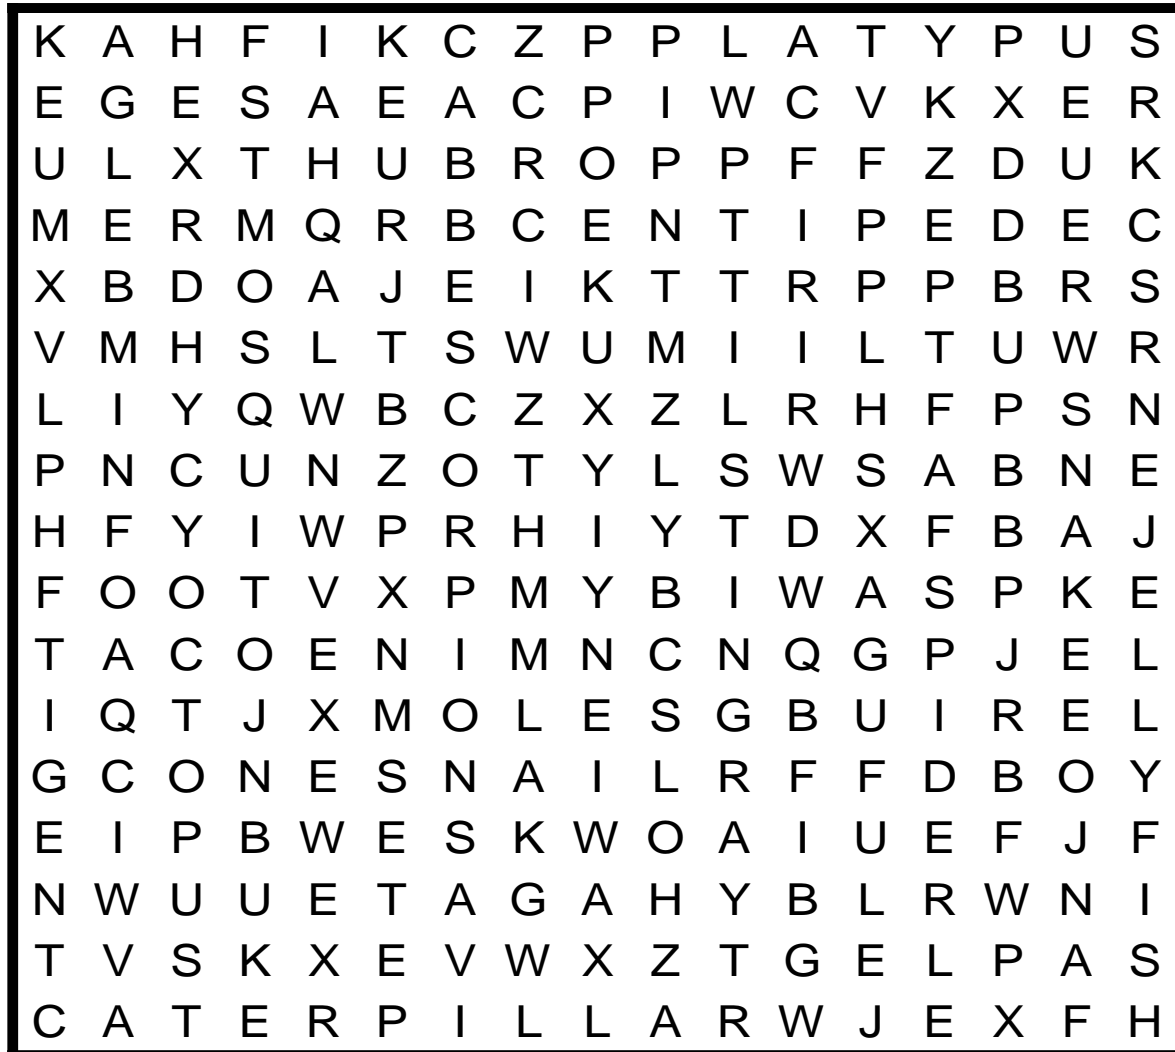 K A H F I K C Z P P L A T Y P U S
E G E S A E A C P I W C V K X E R
U L X T H U B R O P P F F Z D U K
M E R M Q R B C E N T I P E D E C
X B D O A J E I K T T R P P B R S
V M H S L T S W U M I I L T U W R
L I Y Q W B C Z X Z L R H F P S N
P N C U N Z O T Y L S W S A B N E
H F Y I W P R H I Y T D X F B A J
F O O T V X P M Y B I W A S P K E
T A C O E N I M N C N Q G P J E L
I Q T J X M O L E S G B U I R E L
G C O N E S N A I L R F F D B O Y
E I P B W E S K W O A I U E F J F
N W U U E T A G A H Y B L R W N I
T V S K X E V W X Z T G E L P A S
C A T E R P I L L A R W J E X F H